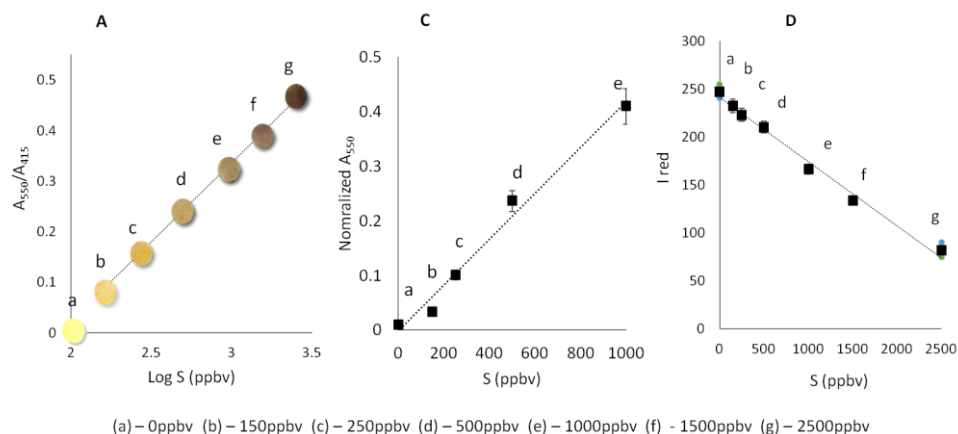 A
A550/A415
0.5
0.4
0.3
0.2
0.1
0
a
b
c
d
e
f
g
2
2.5
3
3.5
Log S (ppbv)
C
Nomralized A550
0.5
0.4
0.3
0.2
0.1
0
a
b
c
d
e
0
200
400
600
800
1000
S (ppbv)
D
I red
300
250
200
150
100
50
0
a
b
c
d
e
f
g
0
500
1000
1500
2000
2500
S (ppbv)
(a) – 0ppbv (b) – 150ppbv (c) – 250ppbv (d) – 500ppbv (e) – 1000ppbv (f) - 1500ppbv (g) – 2500ppbv